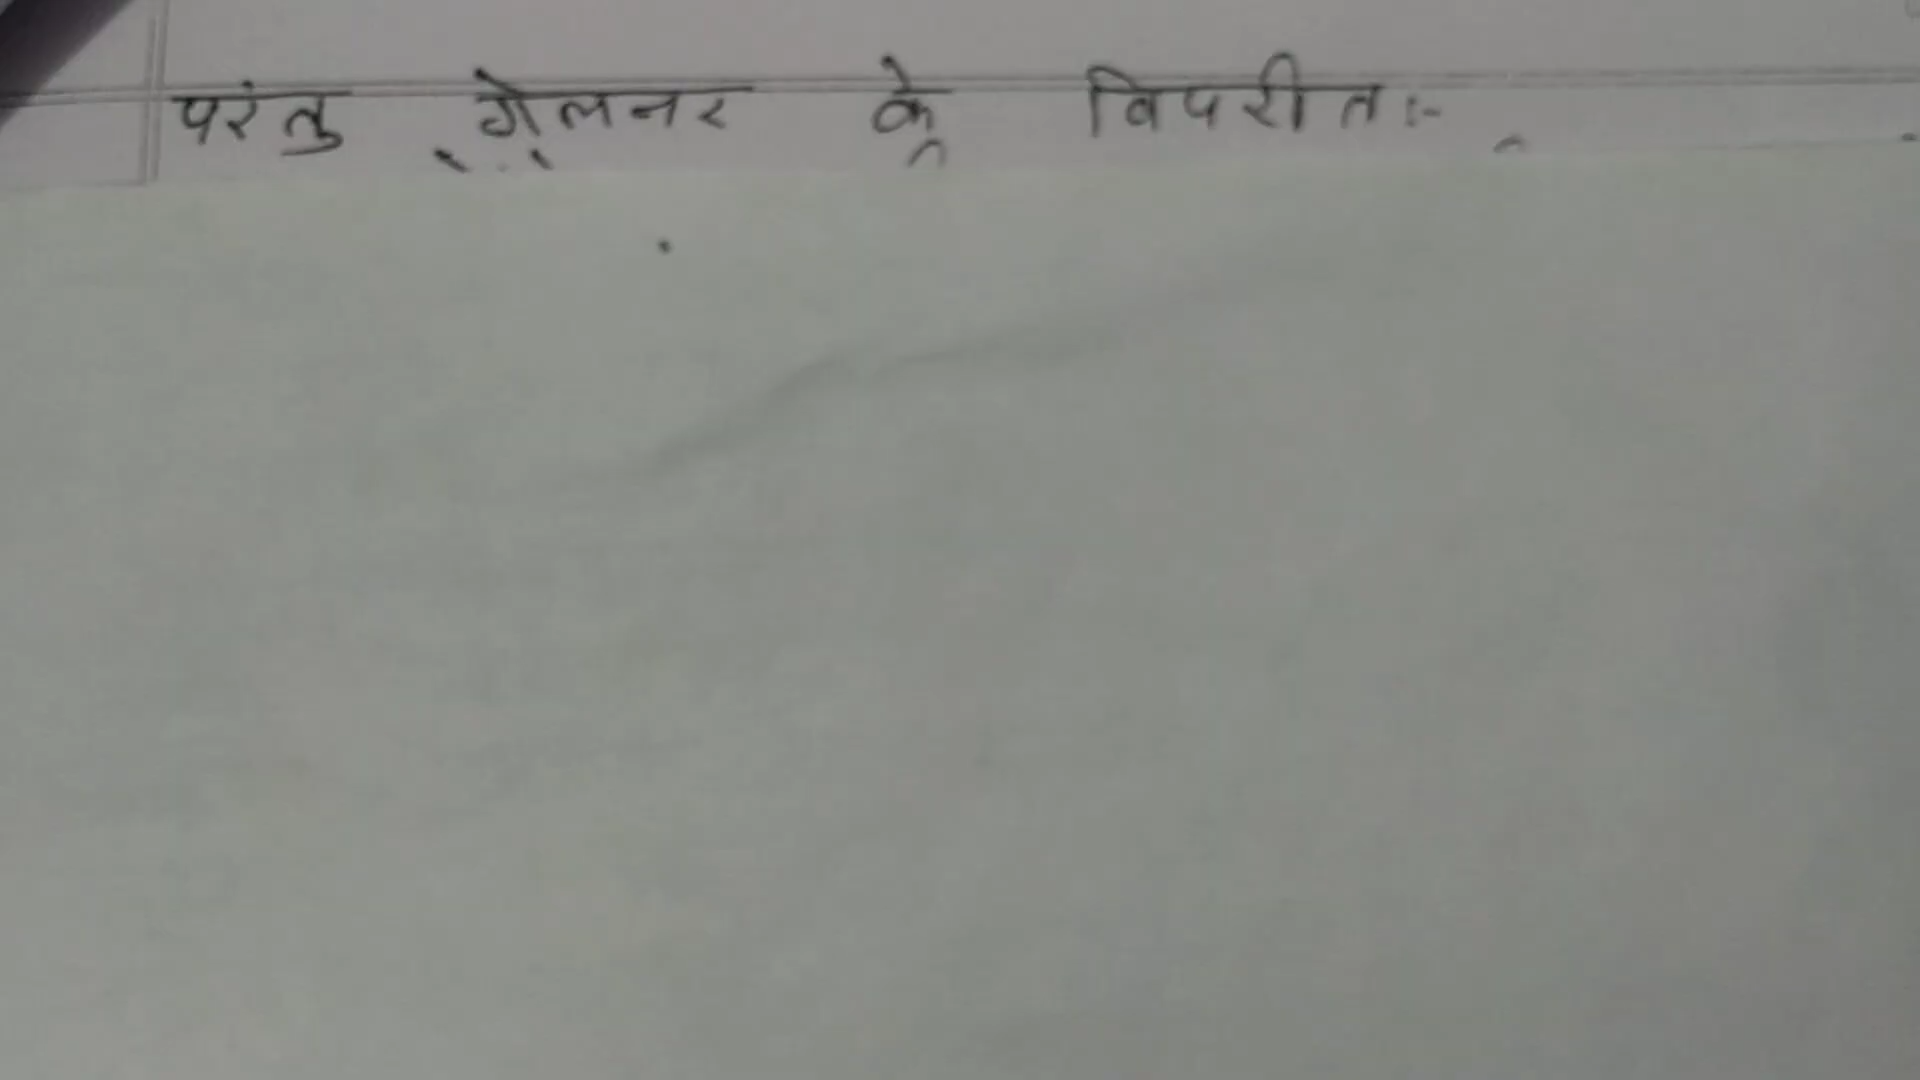 परंतु गेलनर के विपरीत:-